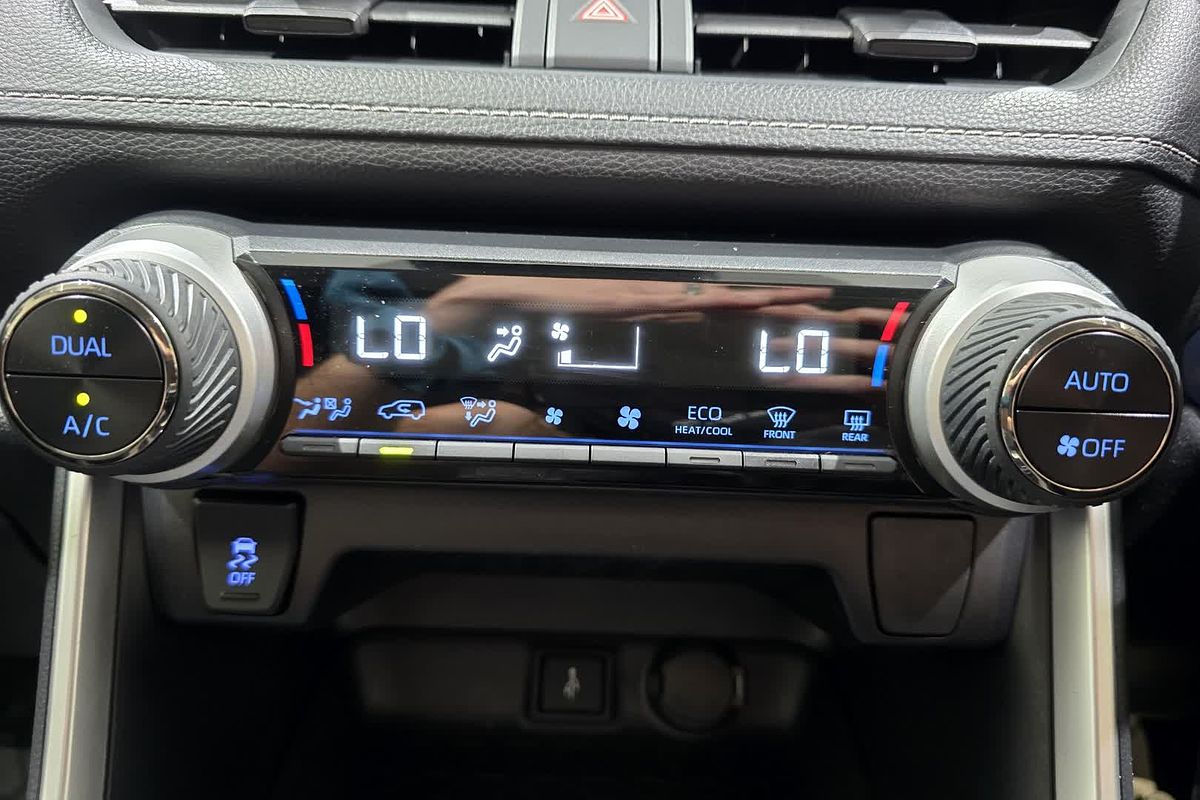 DUAL
A/C
LO
LO
ECO
HEAT/COOL
FRONT
REAR
AUTO
OFF
OFF